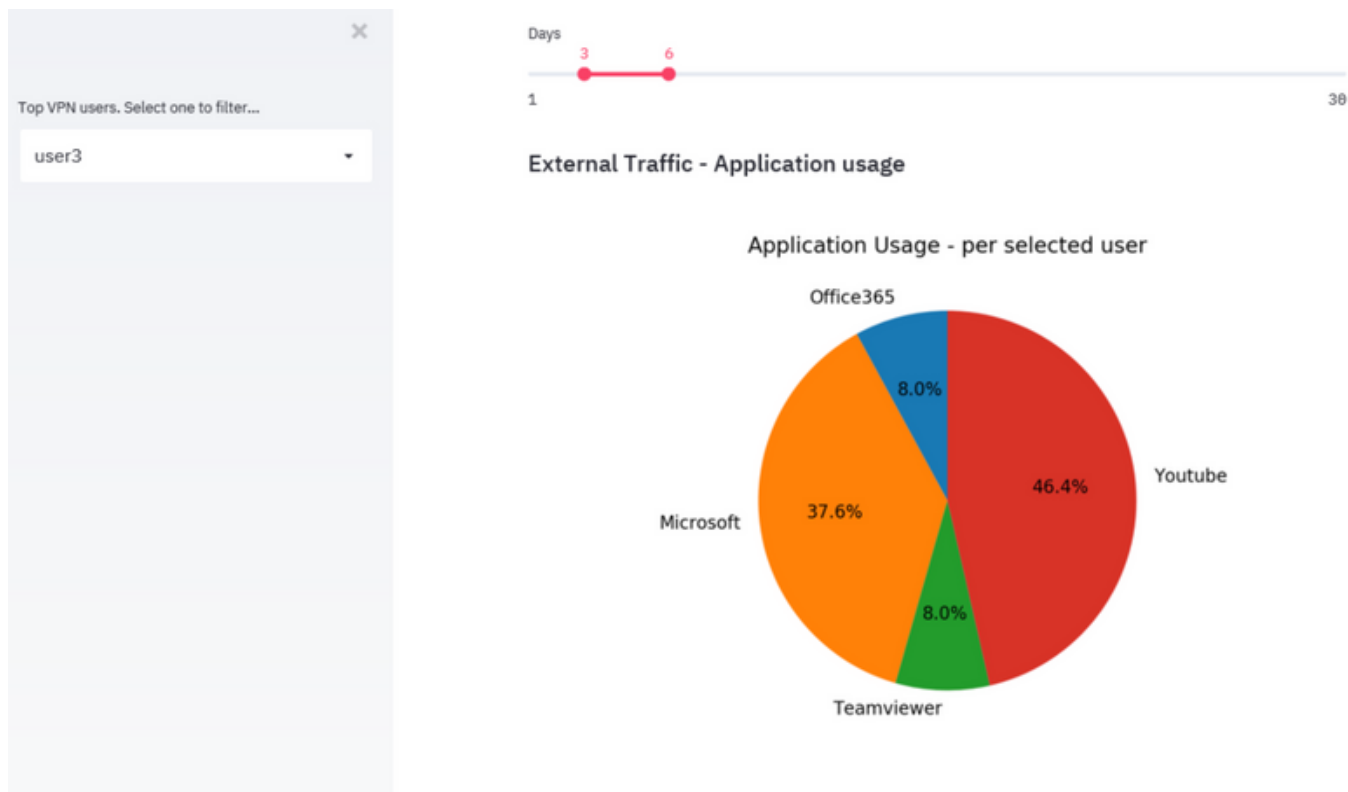 ×
Top VPN users. Select one to filter...
user3
Days
3 6
1 30
External Traffic - Application usage
Application Usage - per selected user
Office365
8.0%
Youtube
46.4%
Microsoft
37.6%
8.0%
Teamviewer